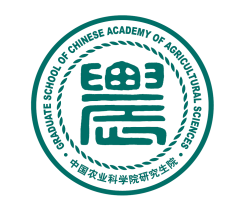 GRADUATE SCHOOL OF CHINESE ACADEMY OF AGRICULTURAL SCIENCES
農
·中国农业科学院研究生院·